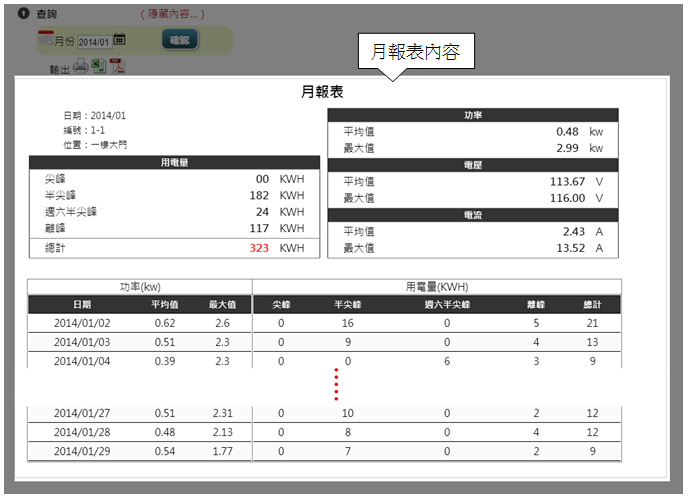 查詢 (隱藏內容...)
月份 2014/01 確認
輸出
月報表內容
月報表
日期：2014/01
編號：1-1
位置：一樓大門
用電量
尖峰 00 KWH
半尖峰 182 KWH
週六半尖峰 24 KWH
離峰 117 KWH
總計 323 KWH
功率
平均值 0.48 kw
最大值 2.99 kw
電壓
平均值 113.67 V
最大值 116.00 V
電流
平均值 2.43 A
最大值 13.52 A
功率(kw) 用電量(KWH)
日期 平均值 最大值 尖峰 半尖峰 週六半尖峰 離峰 總計
2014/01/02 0.62 2.6 0 16 0 5 21
2014/01/03 0.51 2.3 0 9 0 4 13
2014/01/04 0.39 2.3 0 0 6 3 9
2014/01/27 0.51 2.31 0 10 0 2 12
2014/01/28 0.48 2.13 0 8 0 4 12
2014/01/29 0.54 1.77 0 7 0 2 9